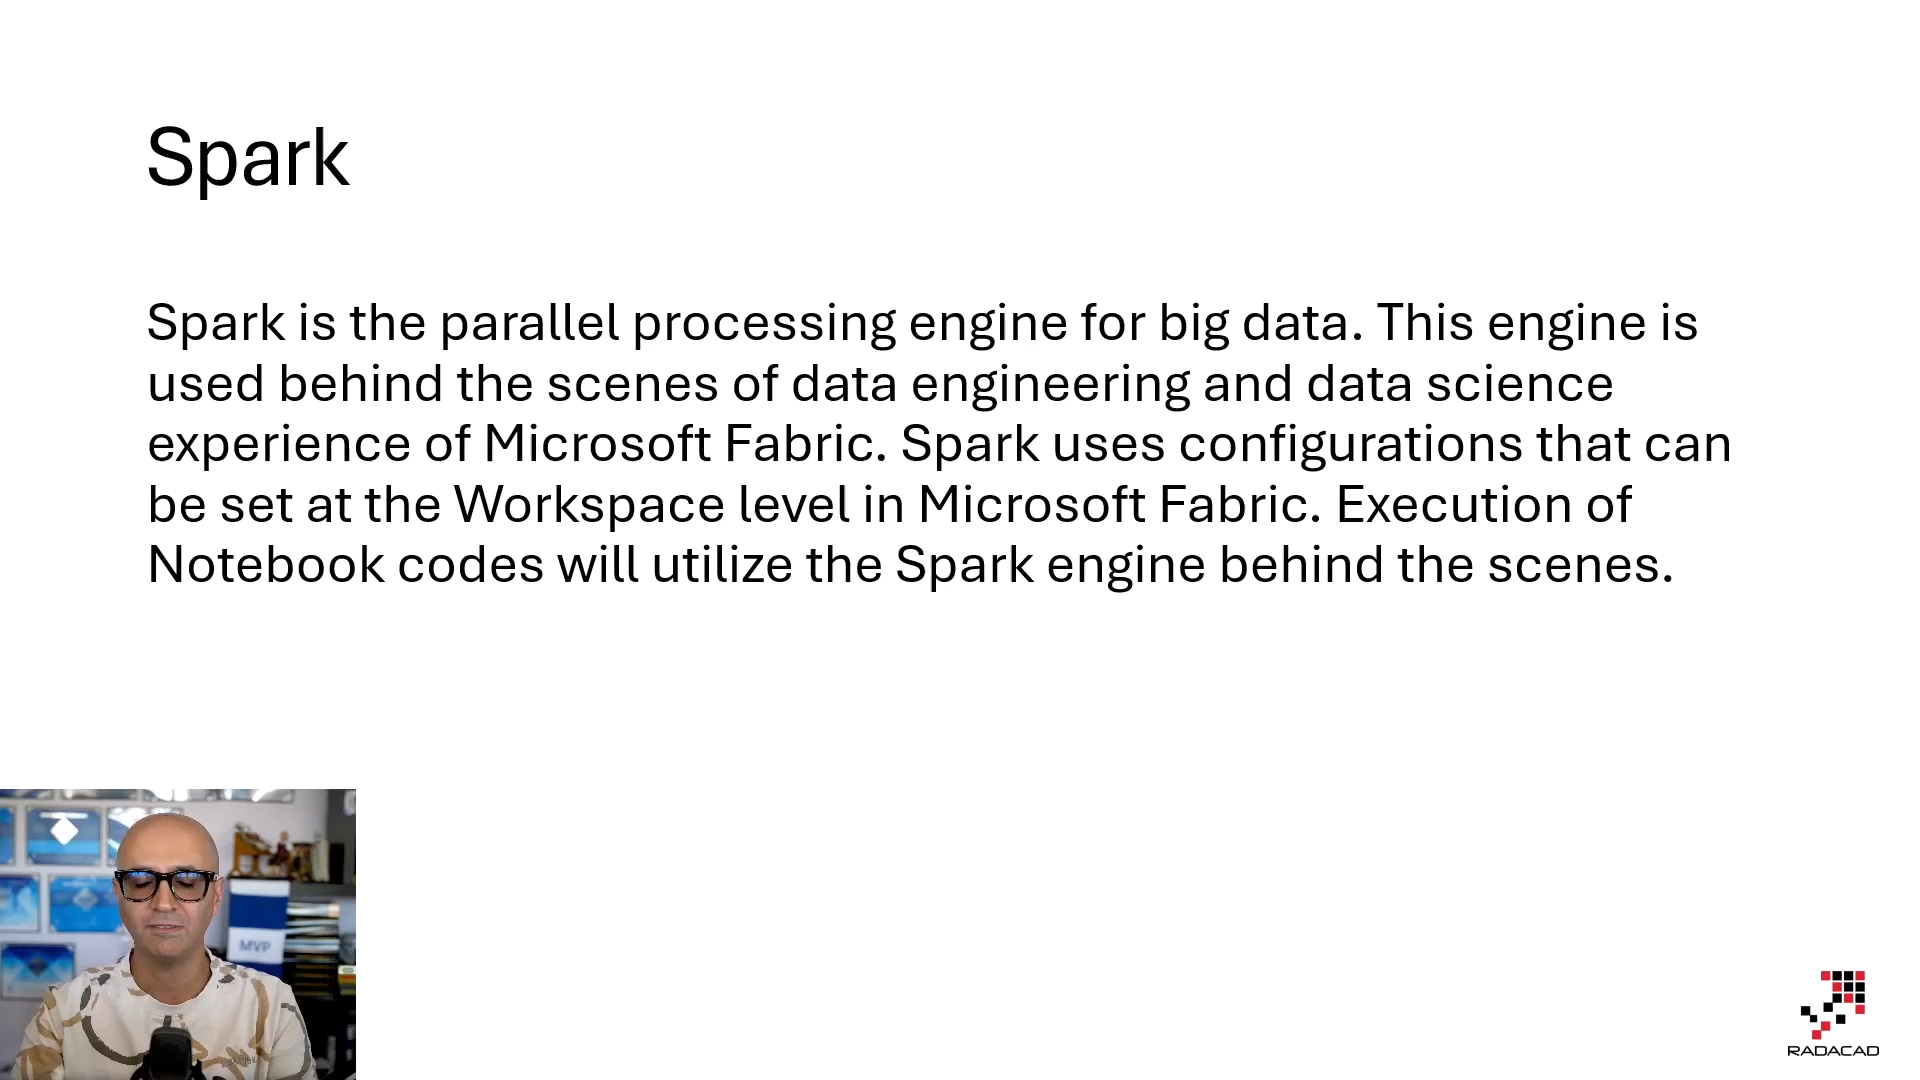 Spark
Spark is the parallel processing engine for big data. This engine is
used behind the scenes of data engineering and data science
experience of Microsoft Fabric. Spark uses configurations that can
be set at the Workspace level in Microsoft Fabric. Execution of
Notebook codes will utilize the Spark engine behind the scenes.
MVP
RADACAD